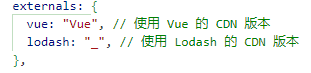 externals: {
  vue: "Vue", // 使用 Vue 的 CDN 版本
  lodash: "_", // 使用 Lodash 的 CDN 版本
},